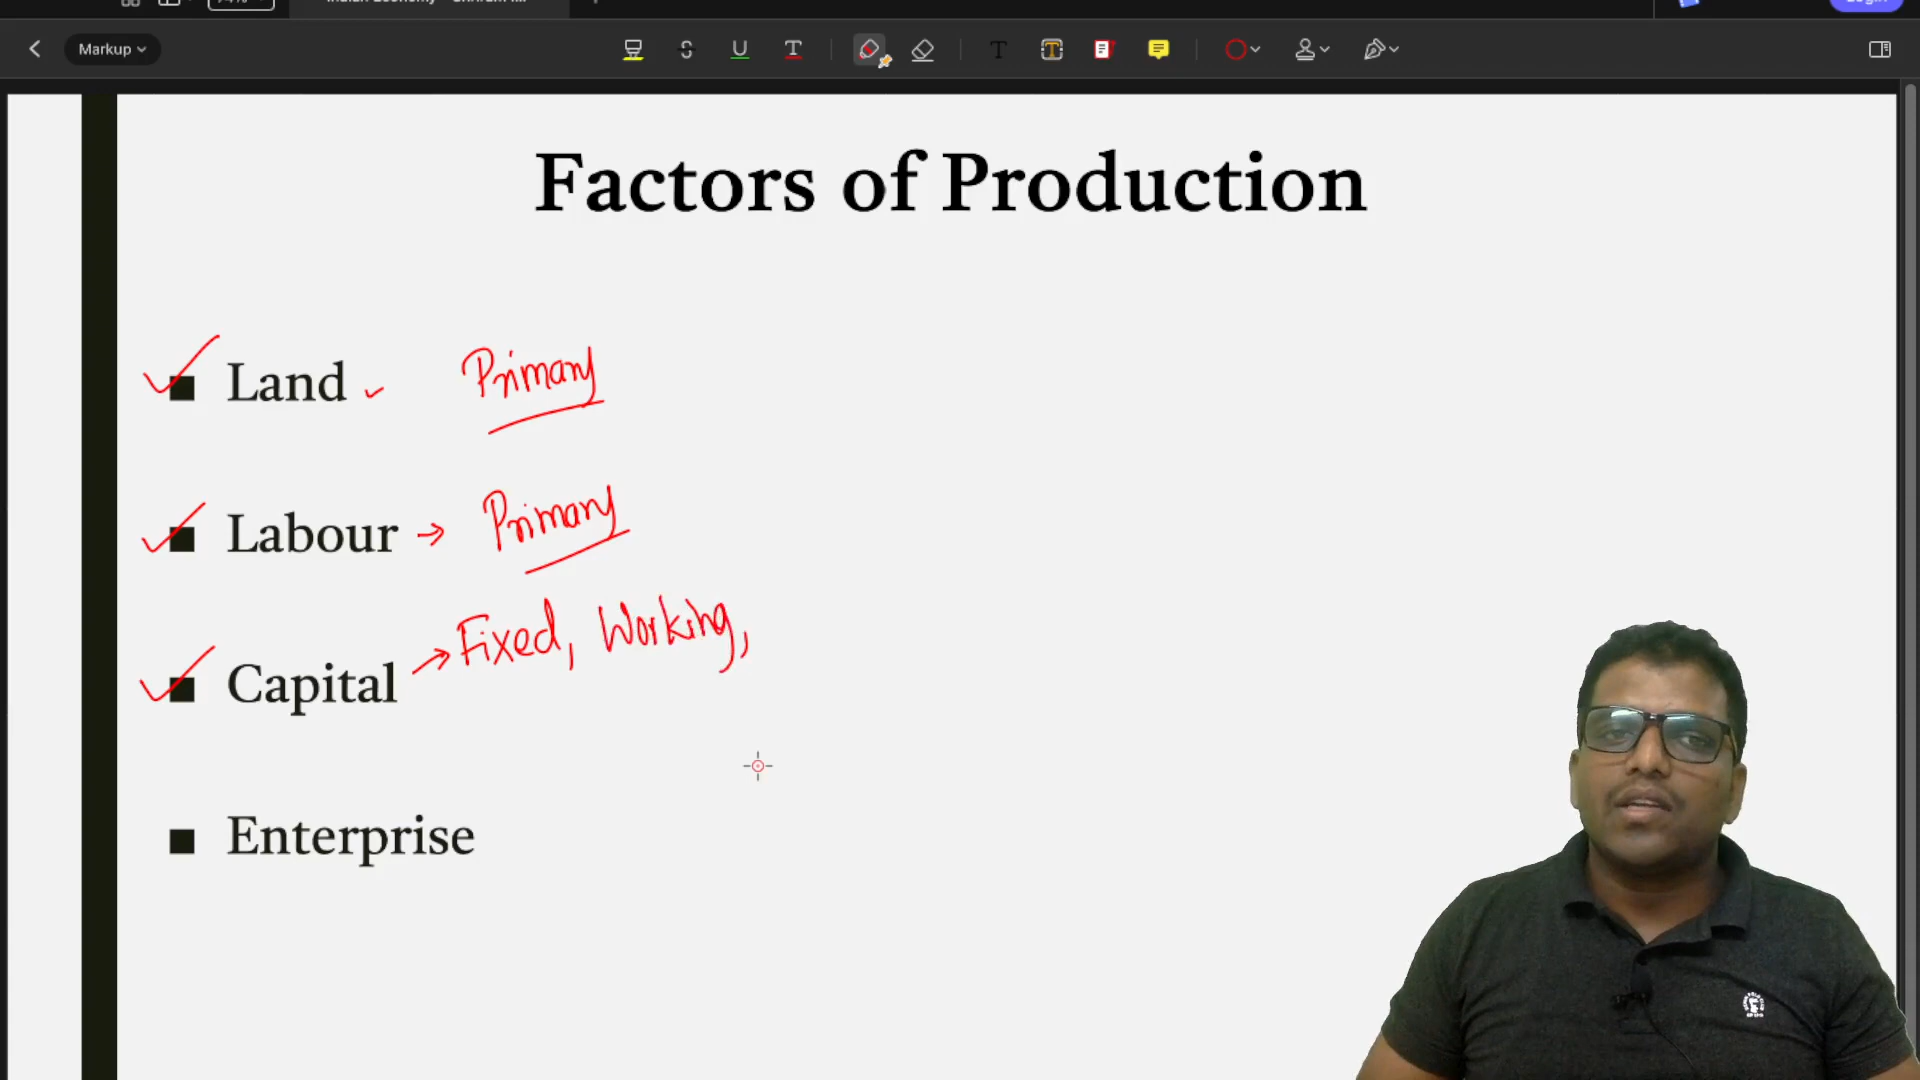 Markup
Factors of Production
Land Primary
Labour → Primary
Capital → Fixed, Working,
Enterprise